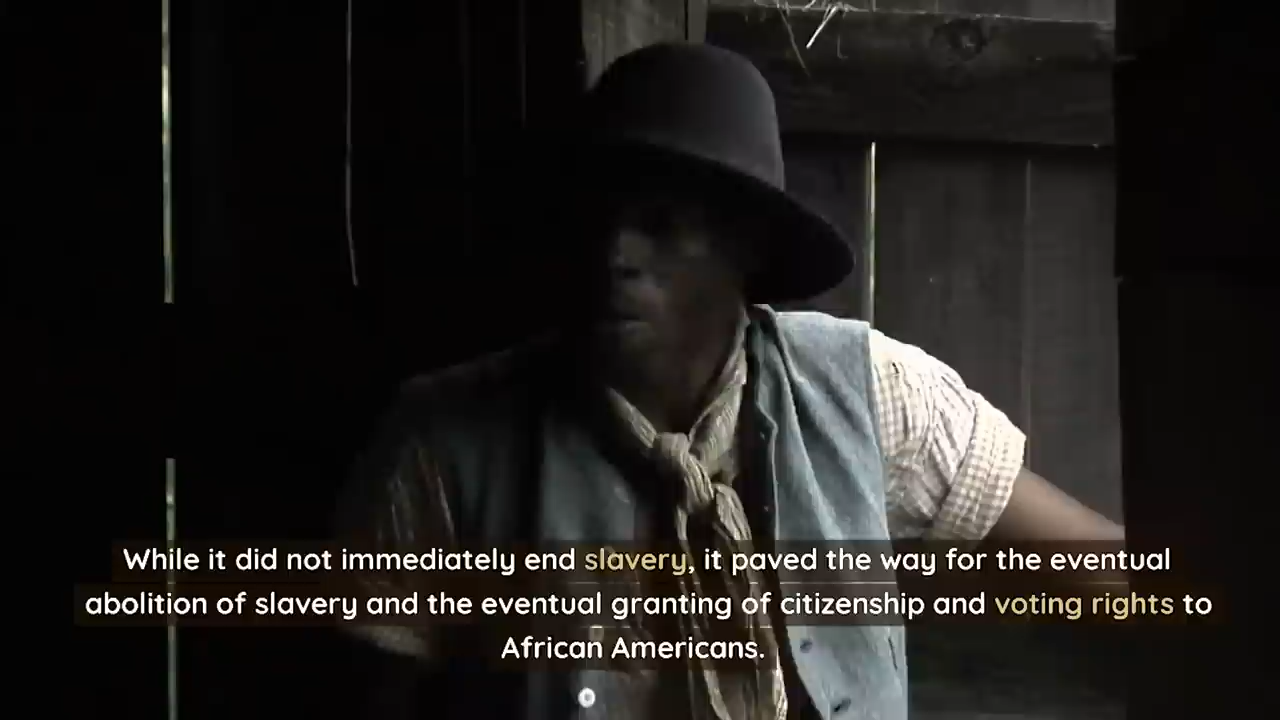 While it did not immediately end slavery, it paved the way for the eventual
abolition of slavery and the eventual granting of citizenship and voting rights to
African Americans.